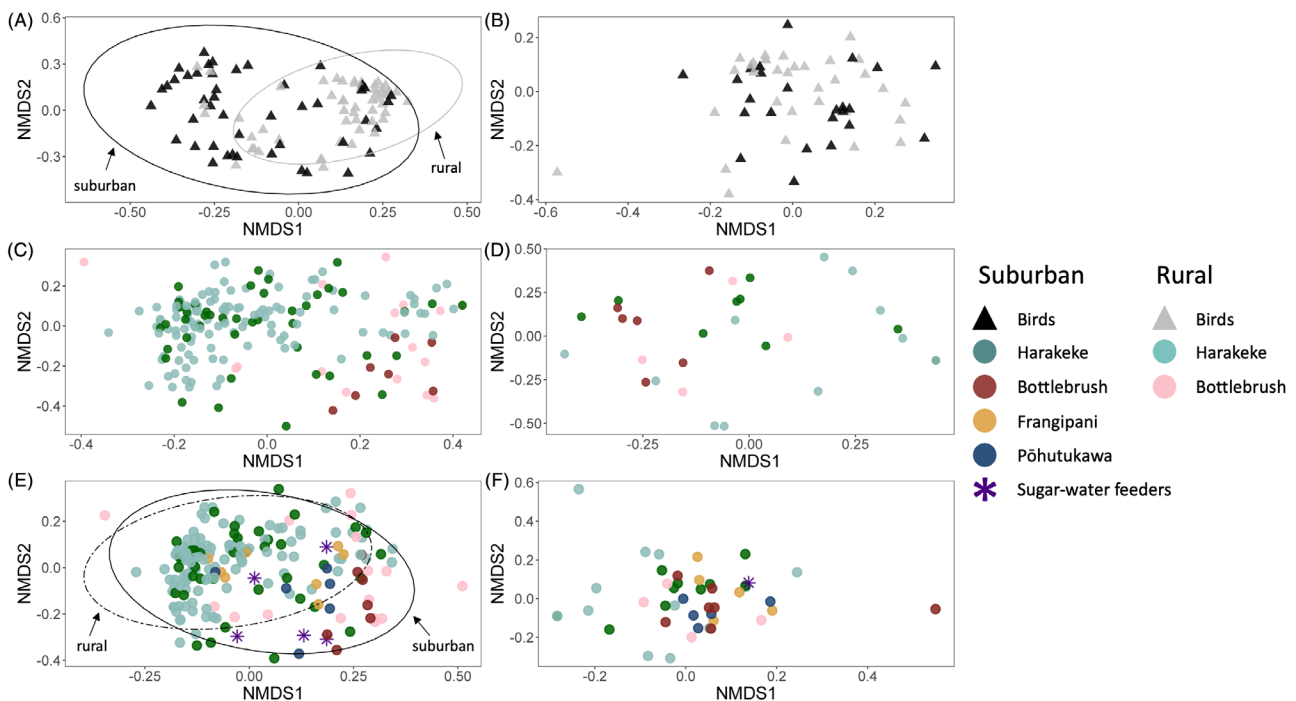 (A)
0.6
0.3
0.0
-0.3
NMDS2
suburban
rural
-0.50
-0.25
0.00
0.25
0.50
NMDS1
(B)
0.2
0.0
-0.2
-0.4
NMDS2
-0.6
-0.4
-0.2
0.0
0.2
NMDS1
(C)
0.2
0.0
-0.2
-0.4
NMDS2
-0.4
-0.2
0.0
0.2
0.4
NMDS1
(D)
0.50
0.25
0.00
-0.25
-0.50
NMDS2
-0.25
0.00
0.25
NMDS1
(E)
0.2
0.0
-0.2
-0.4
NMDS2
rural
suburban
-0.25
0.00
0.25
0.50
NMDS1
(F)
0.6
0.4
0.2
0.0
-0.2
NMDS2
-0.2
0.0
0.2
0.4
NMDS1
Suburban
Birds
Harakeke
Bottlebrush
Frangipani
Pōhutukawa
Sugar-water feeders
Rural
Birds
Harakeke
Bottlebrush